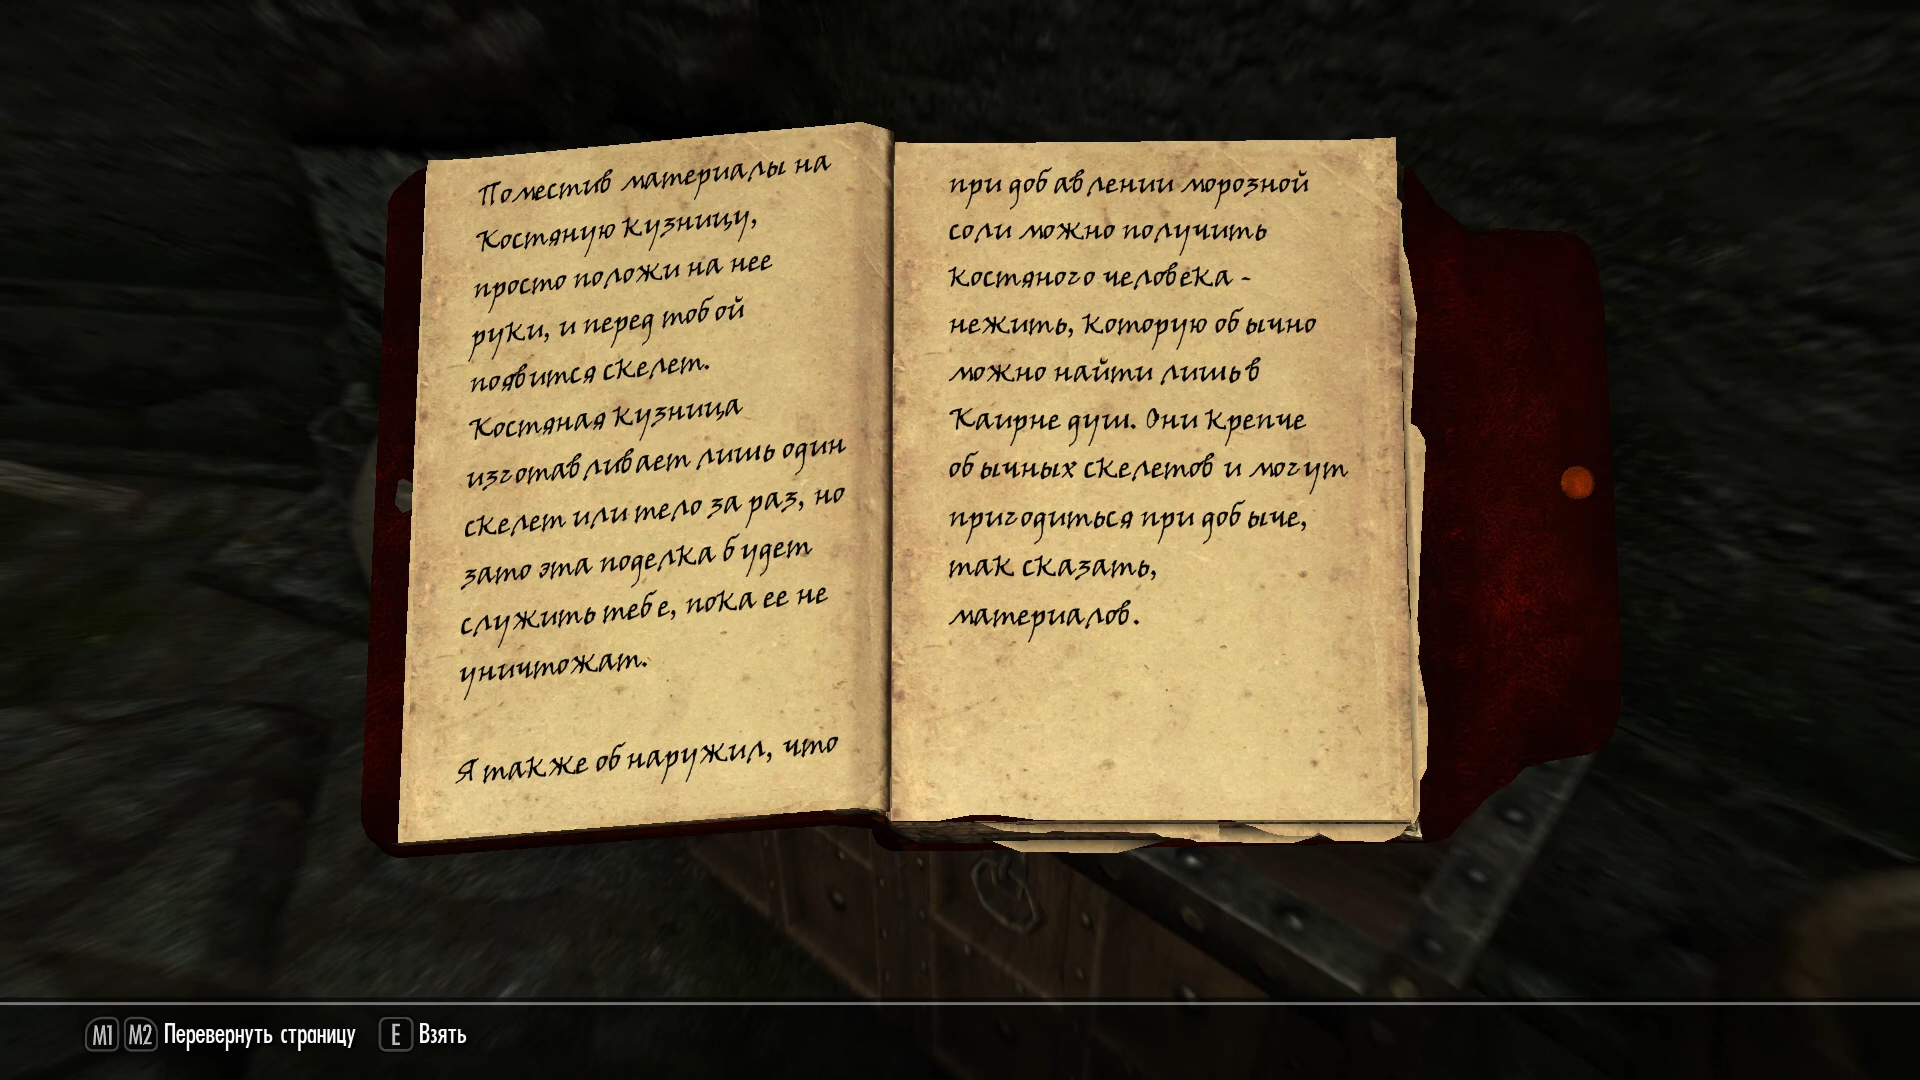 Поместив материалы на
Костяную кузницу,
просто положи на нее
руки, и перед тобой
появится скелет.
Костяная кузница
изготавливает лишь один
скелет или тело за раз, но
зато эта поделка будет
служить тебе, пока ее не
уничтожат.
Я также обнаружил, что
при добавлении морозной
соли можно получить
костяного человека -
нежить, которую обычно
можно найти лишь в
Каирне душ. Они крепче
обычных скелетов и могут
пригодиться при добыче,
так сказать,
материалов.
M1 M2 Перевернуть страницу E Взять